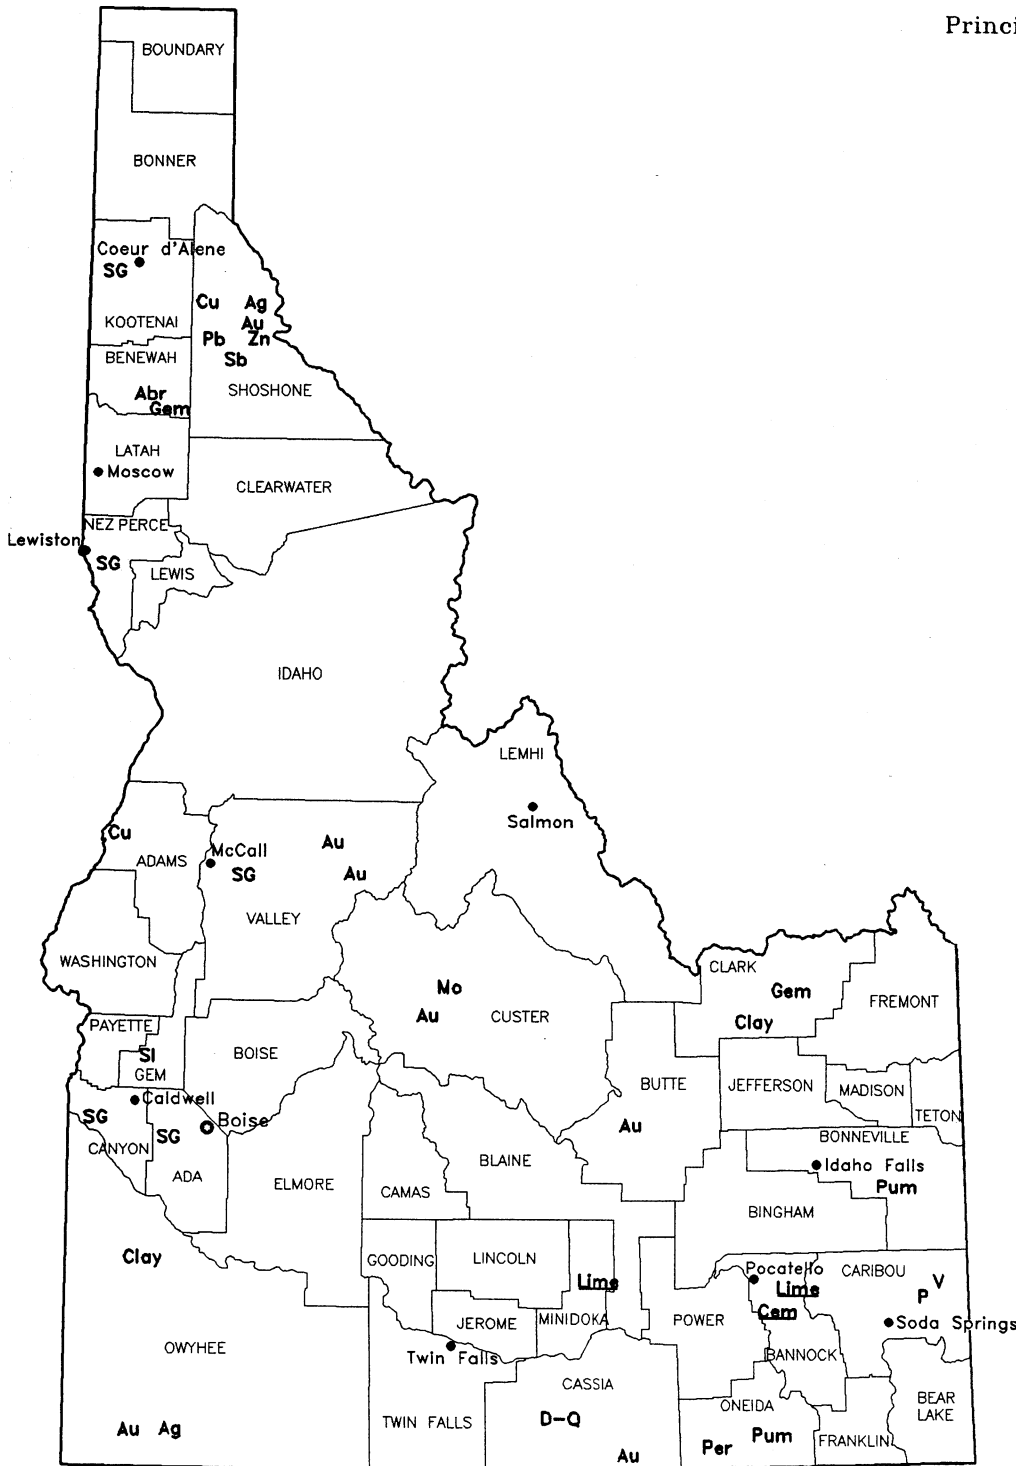 Princi
BOUNDARY
BONNER
Coeur d'Alene
SG
Cu Ag
KOOTENAI Au
Pb Zn
BENEWAH Sb
SHOSHONE
Abr
Gem
LATAH
Moscow
CLEARWATER
NEZ PERCE
Lewiston
SG
LEWIS
IDAHO
LEMHI
Salmon
Cu
Au
McCall
ADAMS
SG Au
VALLEY
WASHINGTON
CLARK
Mo Gem
FREMONT
Au CUSTER Clay
PAYETTE
SI BOISE
GEM
BUTTE JEFFERSON MADISON
Caldwell
SG Boise TETON
SG Au
CANYON BONNEVILLE
BLAINE
Idaho Falls
ADA ELMORE CAMAS Pum
BINGHAM
Clay GOODING LINCOLN
Pocatello CARIBOU
Lime Lime P V
Cem
JEROME MINIDOKA POWER Soda Springs
OWYHEE
Twin Falls BANNOCK
CASSIA
BEAR
LAKE
ONEIDA
Au Ag TWIN FALLS D-Q
Per Pum FRANKLIN
Au